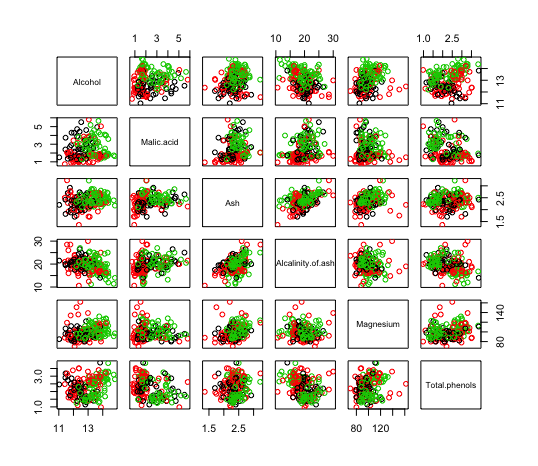 1 3 5 10 20 30 1.0 2.5
Alcohol 11 13
1 3 5 Malic.acid
Ash 1.5 2.5
10 20 30 Alcalinity.of.ash
Magnesium 80 140
1.0 3.0 Total.phenols
11 13 1.5 2.5 80 120